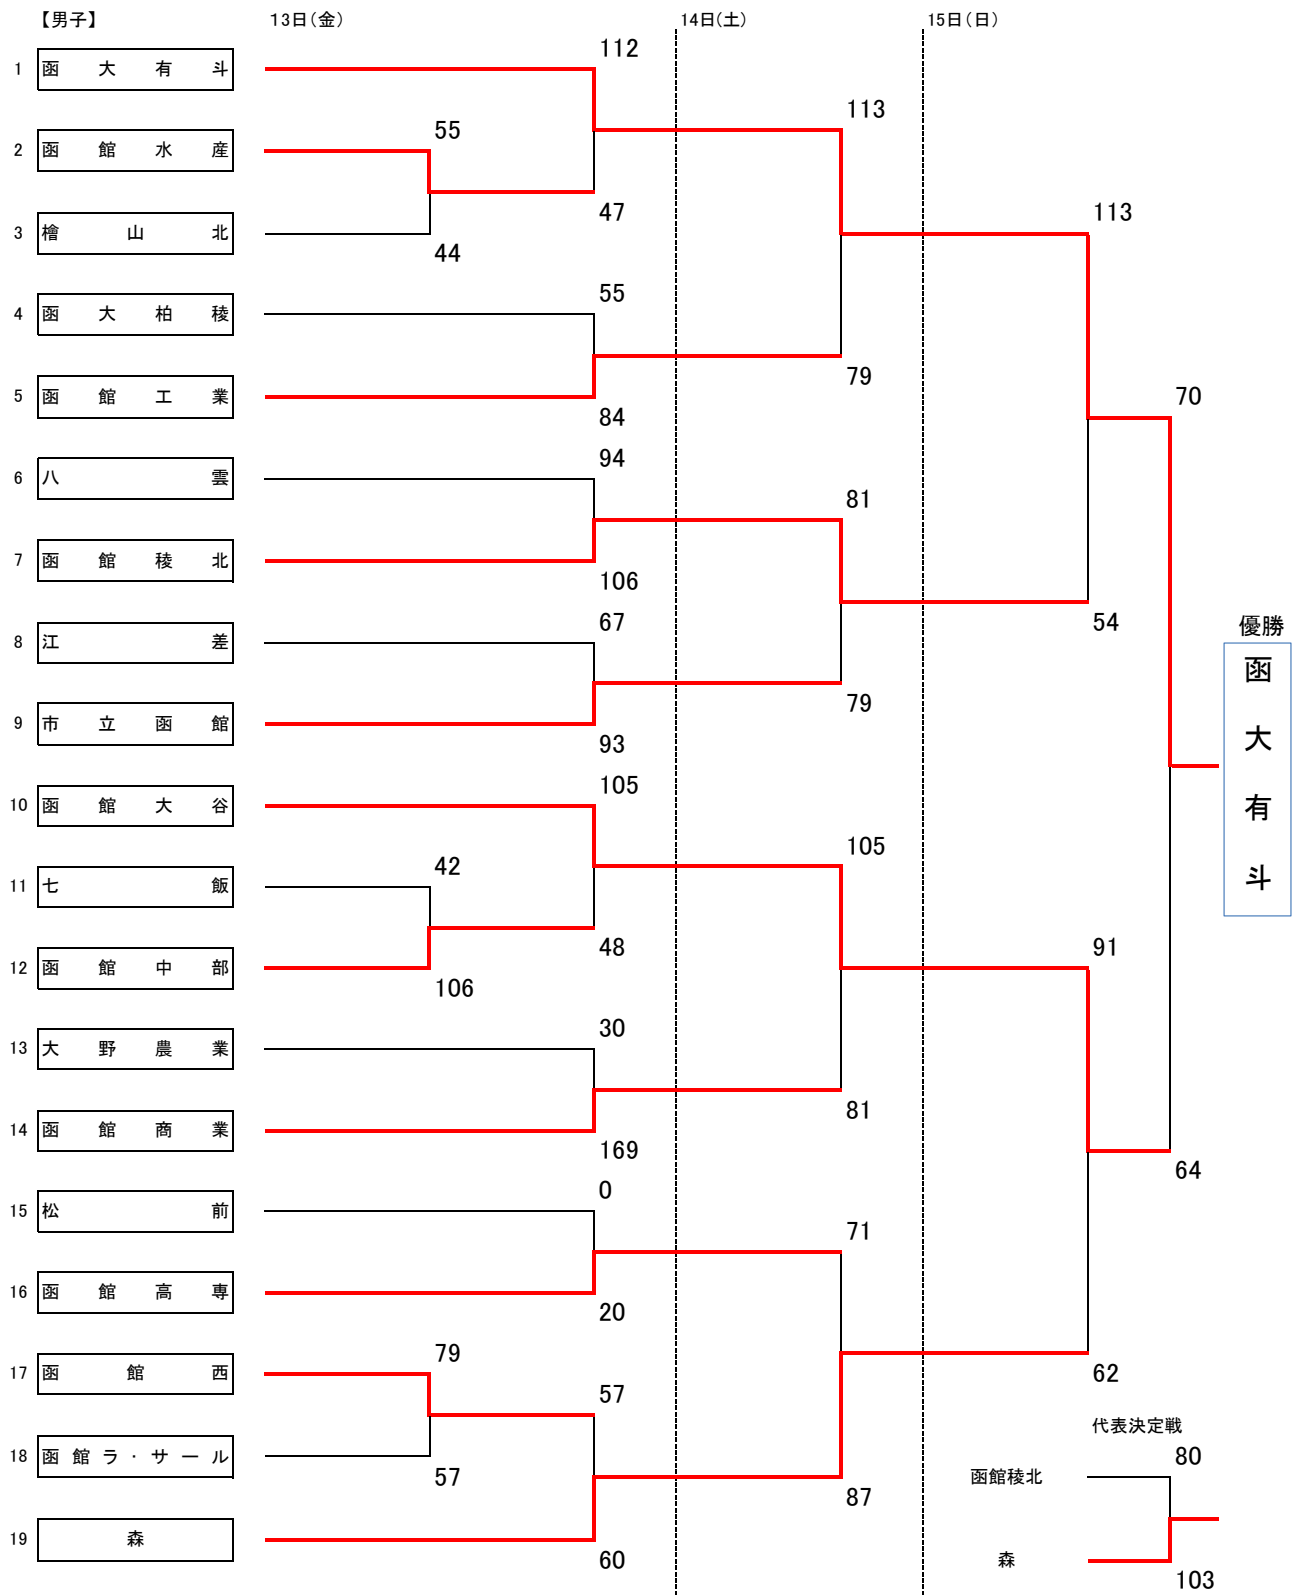 【男子】 13日（金） 14日（土） 15日（日）
1 函大有斗 112
113
2 函館水産 55
3 檜山北 47 113
44
4 函大柏稜 55
79
5 函館工業 84 70
6 八雲 94
81
7 函館稜北 106
8 江差 67 54
優勝
函大有斗
79
9 市立函館 93
10 函館大谷 105
105
11 七飯 42
12 函館中部 48 91
106
13 大野農業 30
81
14 函館商業 169 64
15 松前 0
71
16 函館高専 20
17 函館西 79 62
57
18 函館ラ・サール 57
87
19 森 60
代表決定戦
函館稜北 80
森 103